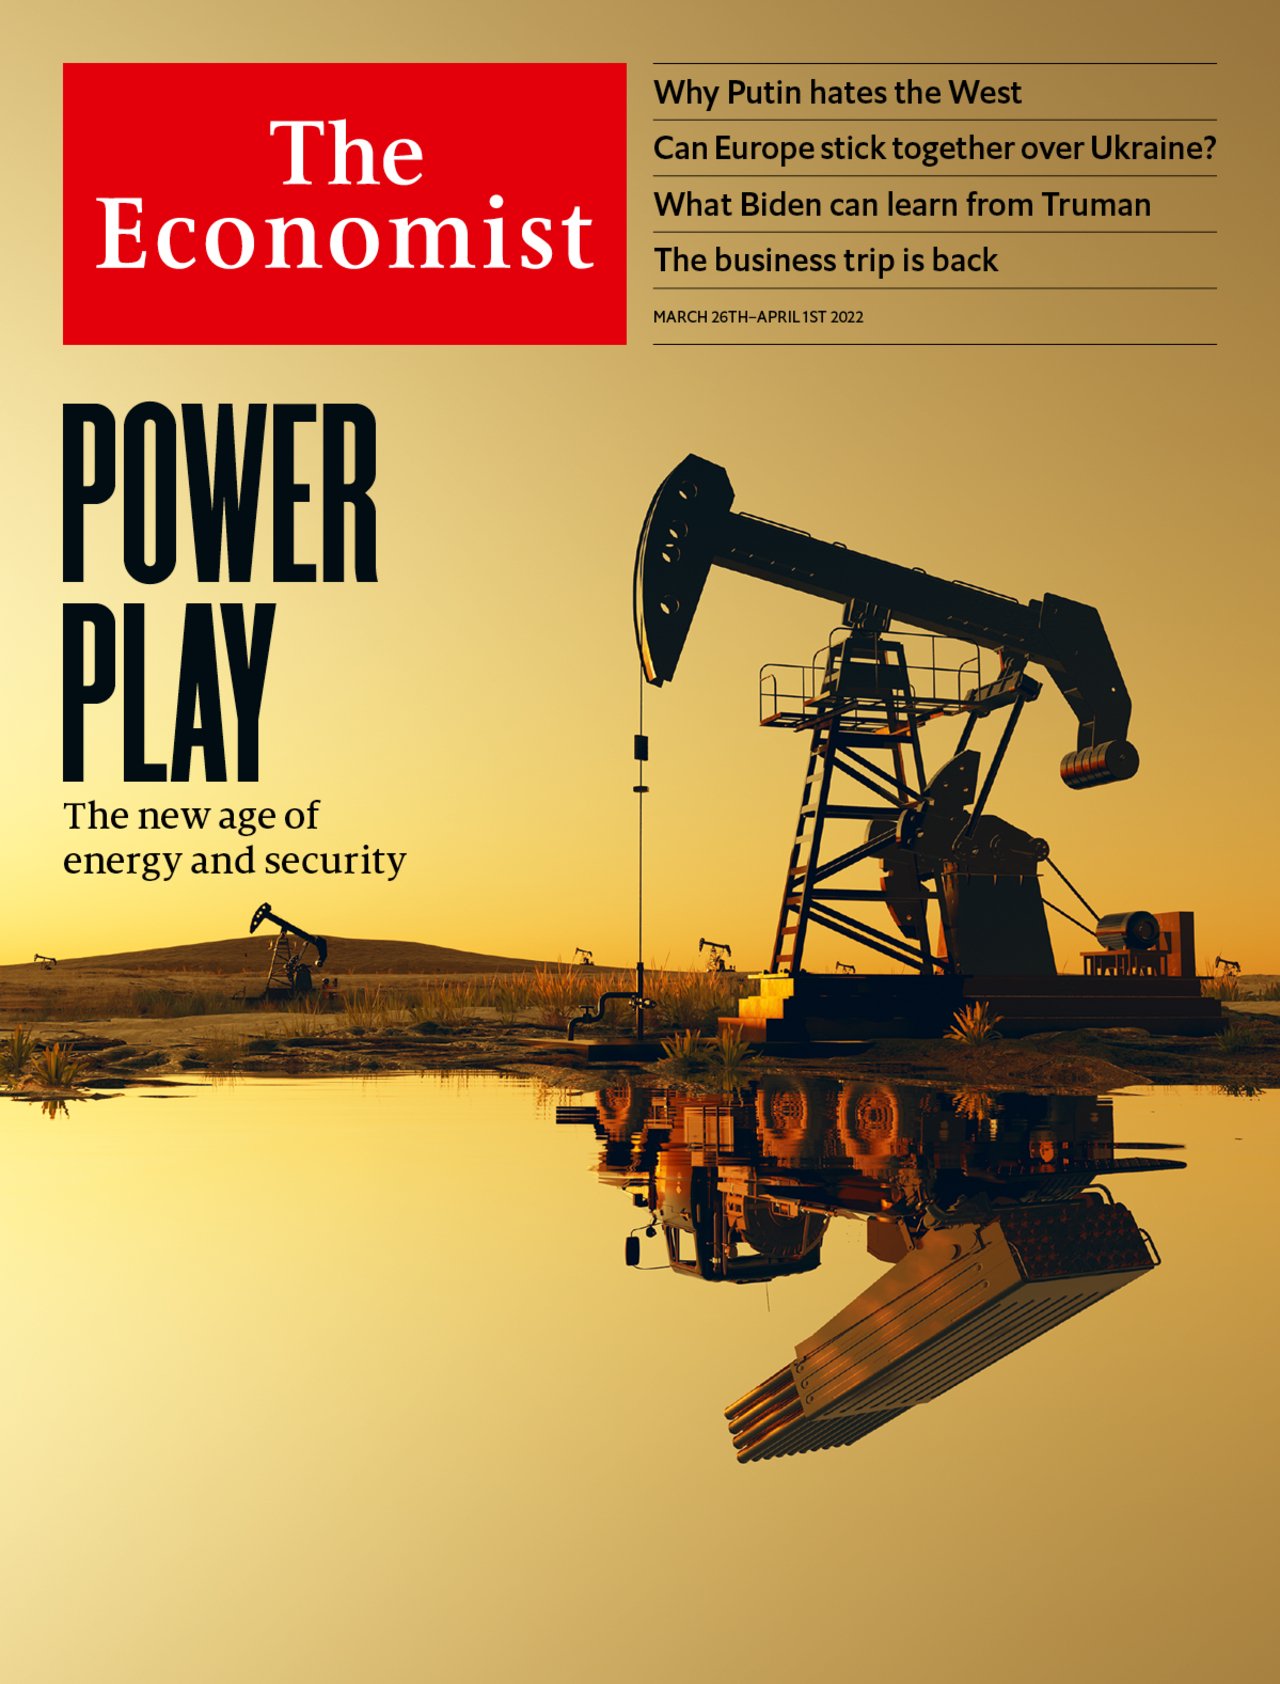 The
Economist
Why Putin hates the West
Can Europe stick together over Ukraine?
What Biden can learn from Truman
The business trip is back
MARCH 26TH–APRIL 1ST 2022
POWER
PLAY
The new age of
energy and security